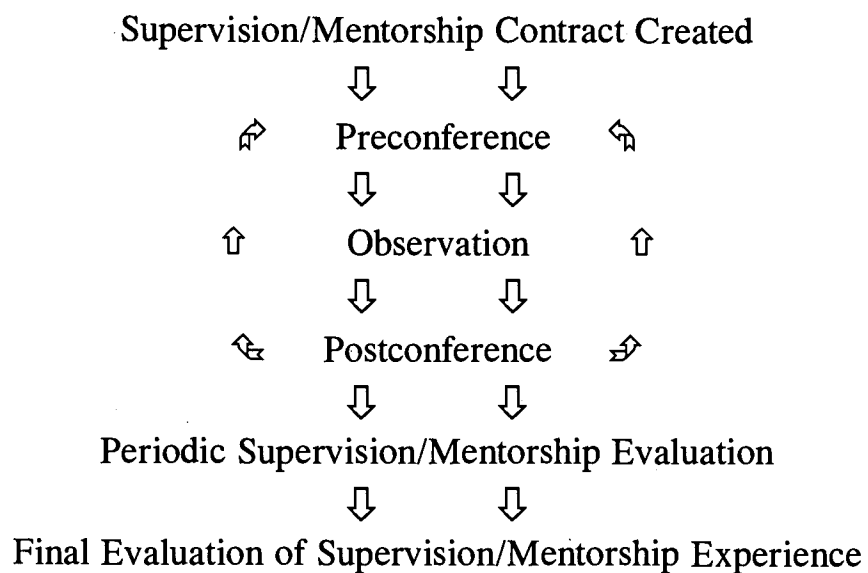 Supervision/Mentorship Contract Created
Preconference
Observation
Postconference
Periodic Supervision/Mentorship Evaluation
Final Evaluation of Supervision/Mentorship Experience